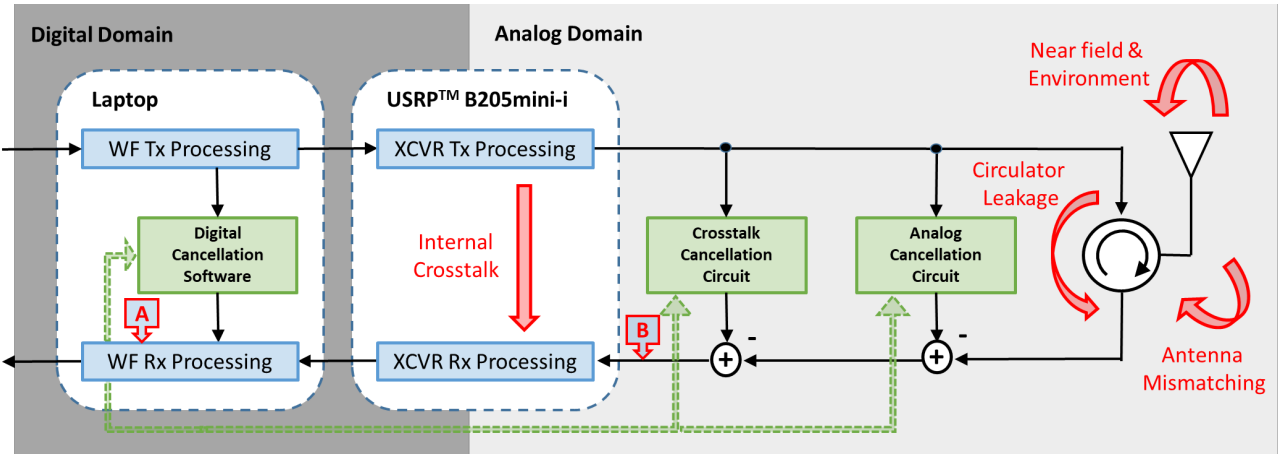 Digital Domain
Analog Domain
Near field &
Environment
Laptop
USRP™ B205mini-i
WF Tx Processing
XCVR Tx Processing
Circulator
Leakage
Digital
Cancellation
Software
Internal
Crosstalk
Crosstalk
Cancellation
Circuit
Analog
Cancellation
Circuit
A
B
-
-
WF Rx Processing
XCVR Rx Processing
+
+
Antenna
Mismatching